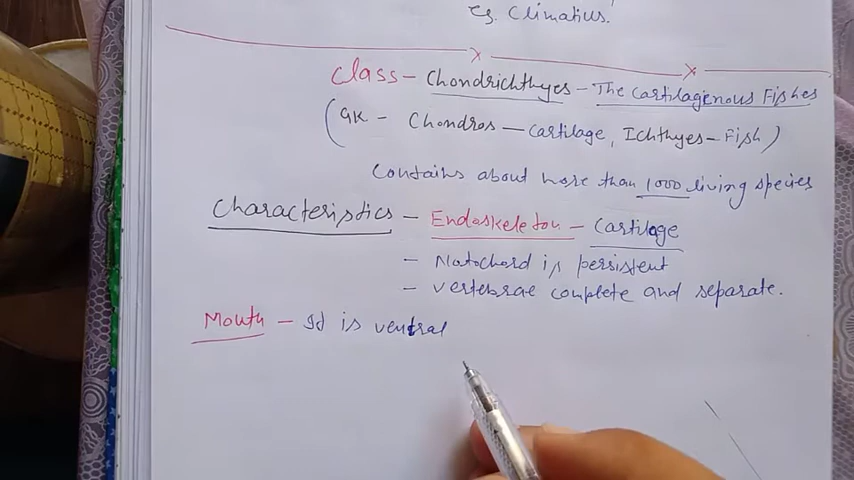 eg. Climatius.
Class - Chondrichthyes - The Cartilagenous Fishes
(GK - Chondros - cartilage, Ichthyes - Fish)
Contains about more than 1000 living species
Characteristics - Endoskeleton - Cartilage
- Notochord is persistent
- vertebrae complete and separate.
Mouth - It is ventral